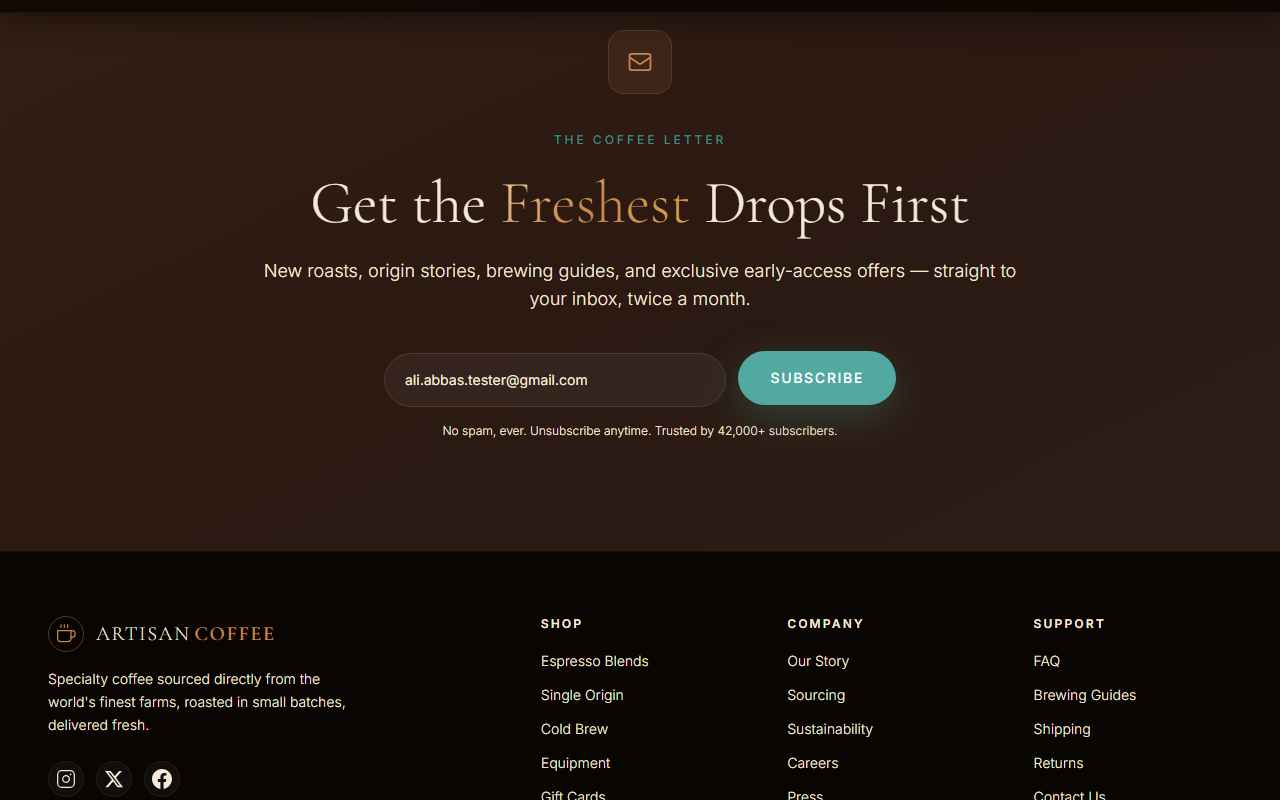 THE COFFEE LETTER
Get the Freshest Drops First
New roasts, origin stories, brewing guides, and exclusive early-access offers — straight to
your inbox, twice a month.
ali.abbas.tester@gmail.com
SUBSCRIBE
No spam, ever. Unsubscribe anytime. Trusted by 42,000+ subscribers.
ARTISAN COFFEE
Specialty coffee sourced directly from the
world's finest farms, roasted in small batches,
delivered fresh.
SHOP
Espresso Blends
Single Origin
Cold Brew
Equipment
Gift Cards
COMPANY
Our Story
Sourcing
Sustainability
Careers
Press
SUPPORT
FAQ
Brewing Guides
Shipping
Returns
Contact Us